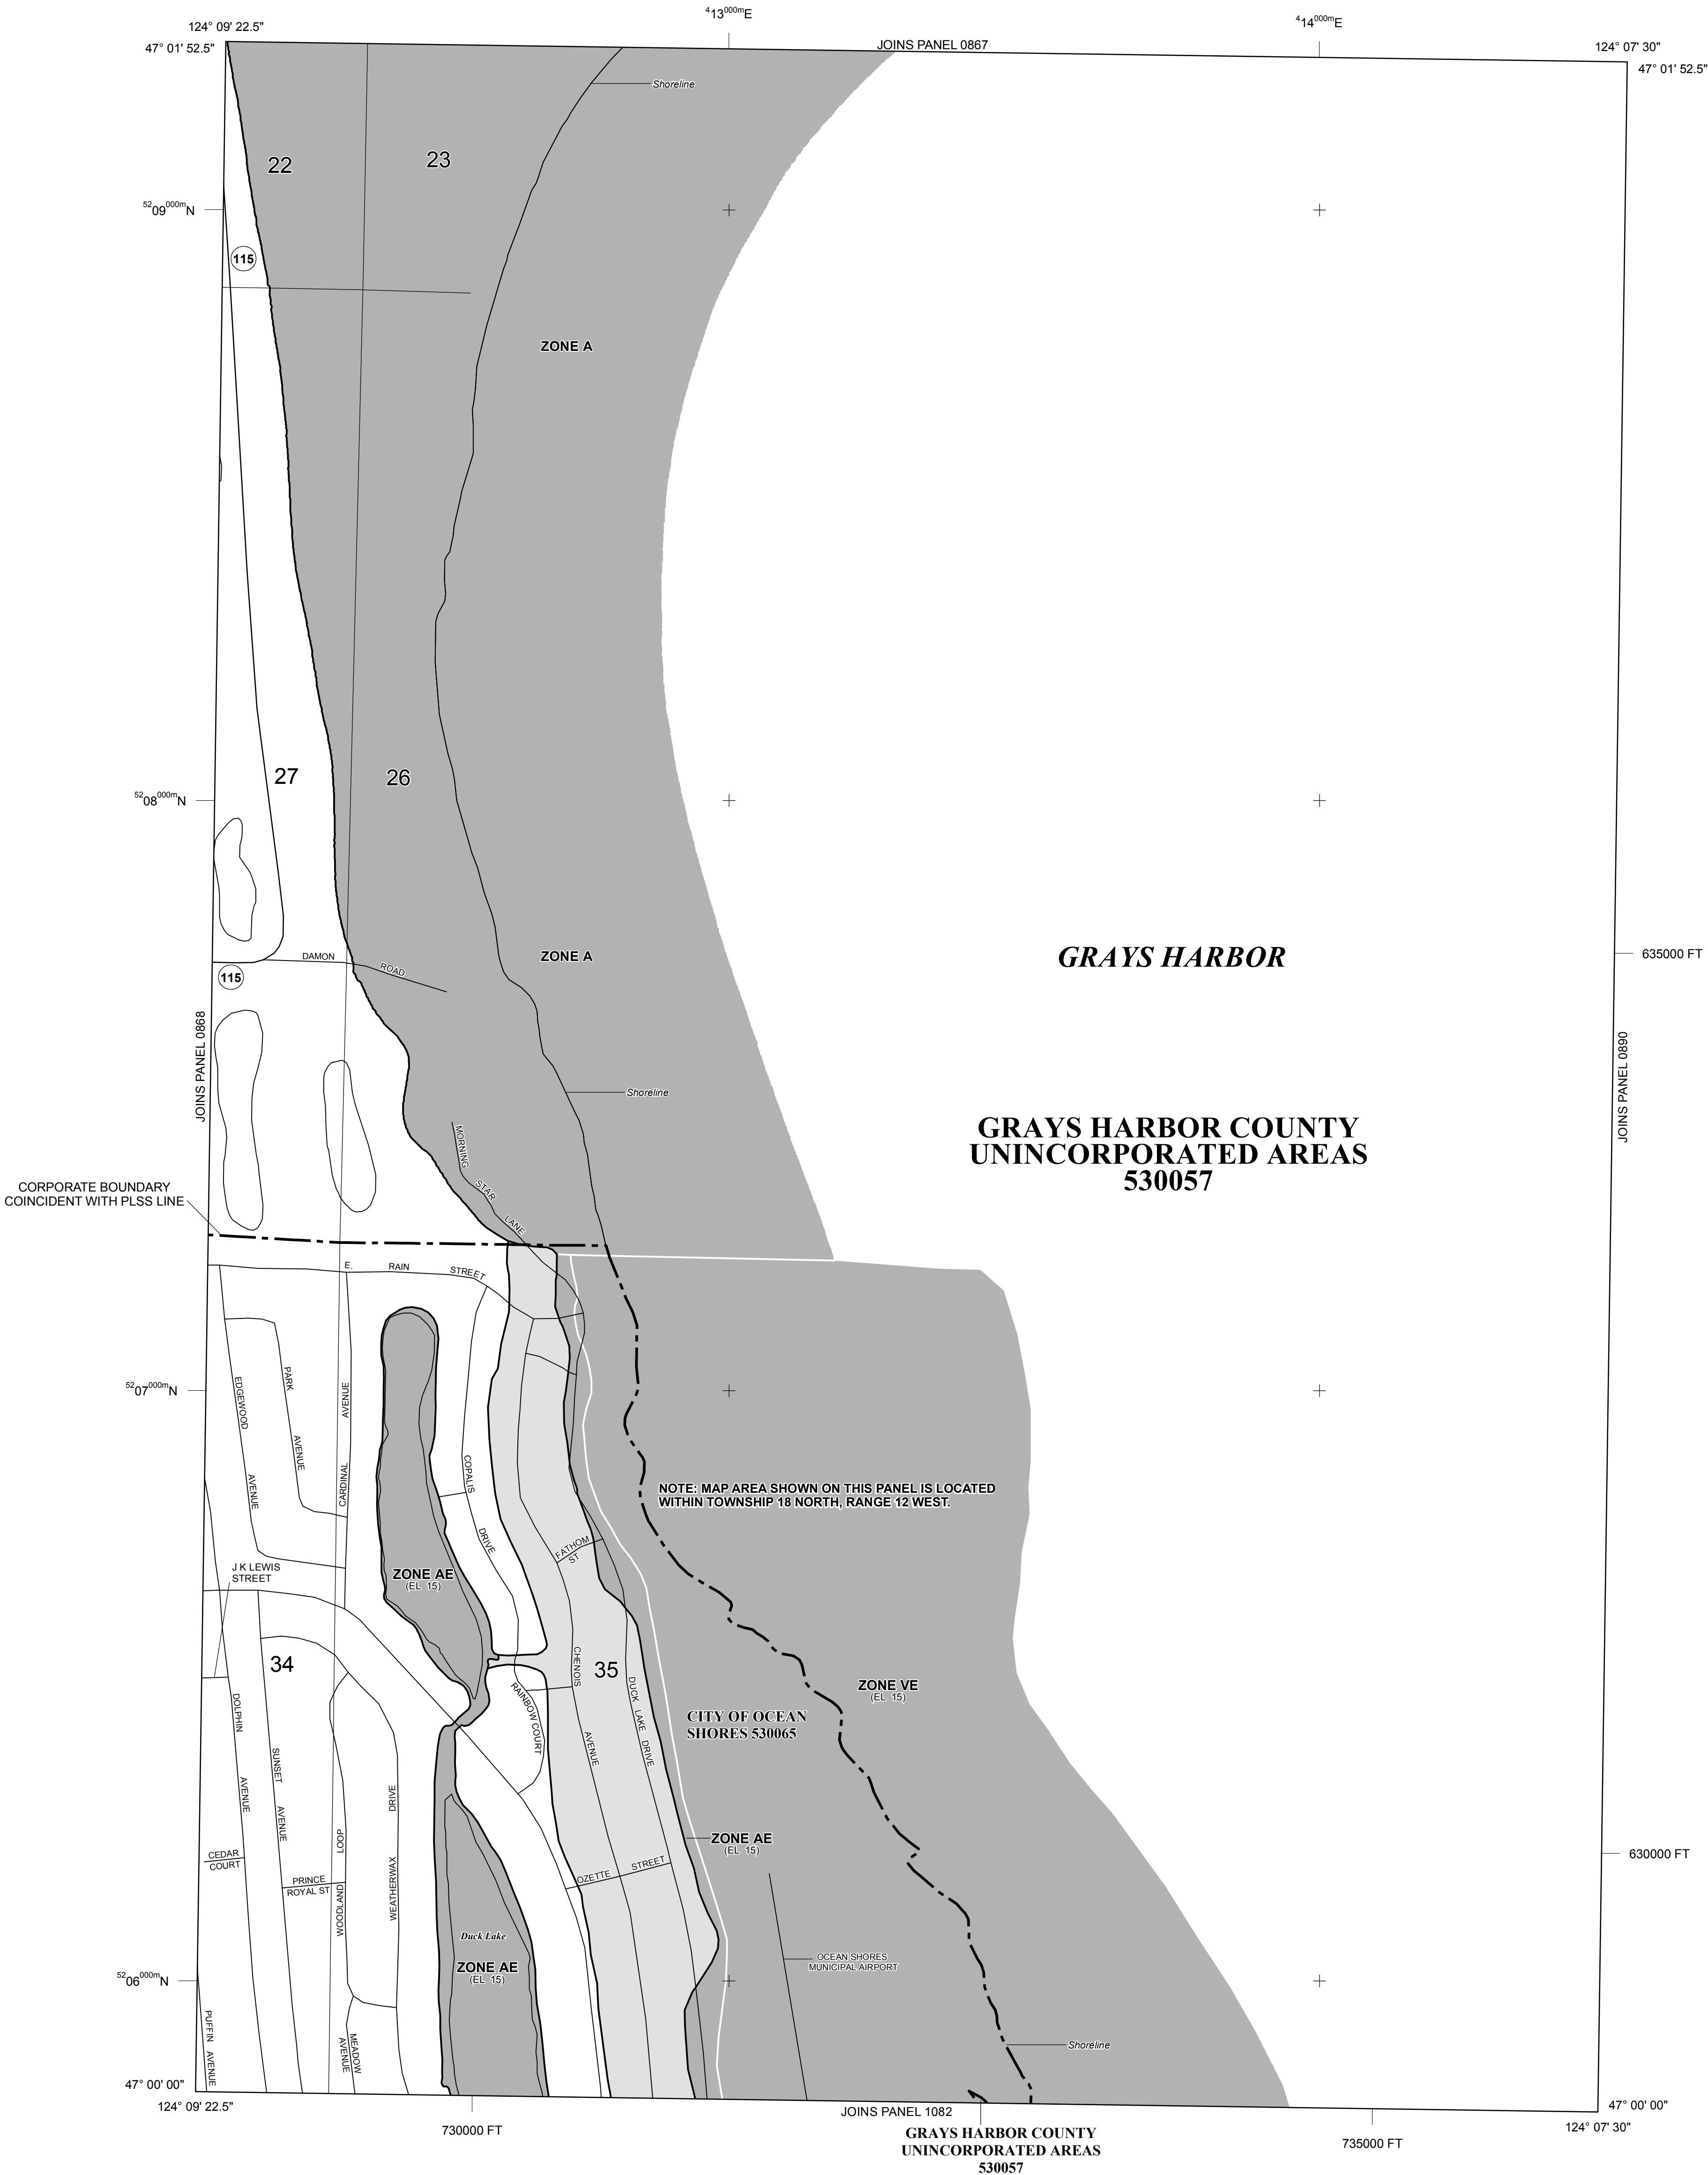 ⁴13⁰⁰⁰ᵐE
⁴14⁰⁰⁰ᵐE
124° 09' 22.5"
47° 01' 52.5"
JOINS PANEL 0867
124° 07' 30"
47° 01' 52.5"
Shoreline
22
23
⁵²09⁰⁰⁰ᵐN
115
ZONE A
27
26
⁵²08⁰⁰⁰ᵐN
DAMON
ROAD
ZONE A
GRAYS HARBOR
635000 FT
115
JOINS PANEL 0868
JOINS PANEL 0890
Shoreline
GRAYS HARBOR COUNTY
UNINCORPORATED AREAS
530057
MORNING
STAR
LANE
CORPORATE BOUNDARY
COINCIDENT WITH PLSS LINE
E.
RAIN
STREET
⁵²07⁰⁰⁰ᵐN
EDGEWOOD
AVENUE
PARK
AVENUE
CARDINAL
AVENUE
COPALIS
DRIVE
NOTE: MAP AREA SHOWN ON THIS PANEL IS LOCATED
WITHIN TOWNSHIP 18 NORTH, RANGE 12 WEST.
FATHOM
ST
J K LEWIS
STREET
ZONE AE
(EL 15)
34
35
CHENOIS
AVENUE
DUCK LAKE DRIVE
RAINBOW COURT
ZONE VE
(EL 15)
CITY OF OCEAN
SHORES 530065
DOLPHIN
AVENUE
SUNSET
AVENUE
WOODLAND
LOOP
WEATHERWAX
DRIVE
ZONE AE
(EL 15)
CEDAR
COURT
PRINCE
ROYAL ST
OZETTE
STREET
630000 FT
Duck Lake
ZONE AE
(EL 15)
OCEAN SHORES
MUNICIPAL AIRPORT
⁵²06⁰⁰⁰ᵐN
PUFFIN
AVENUE
MEADOW
AVENUE
Shoreline
47° 00' 00"
124° 09' 22.5"
JOINS PANEL 1082
47° 00' 00"
124° 07' 30"
730000 FT
735000 FT
GRAYS HARBOR COUNTY
UNINCORPORATED AREAS
530057